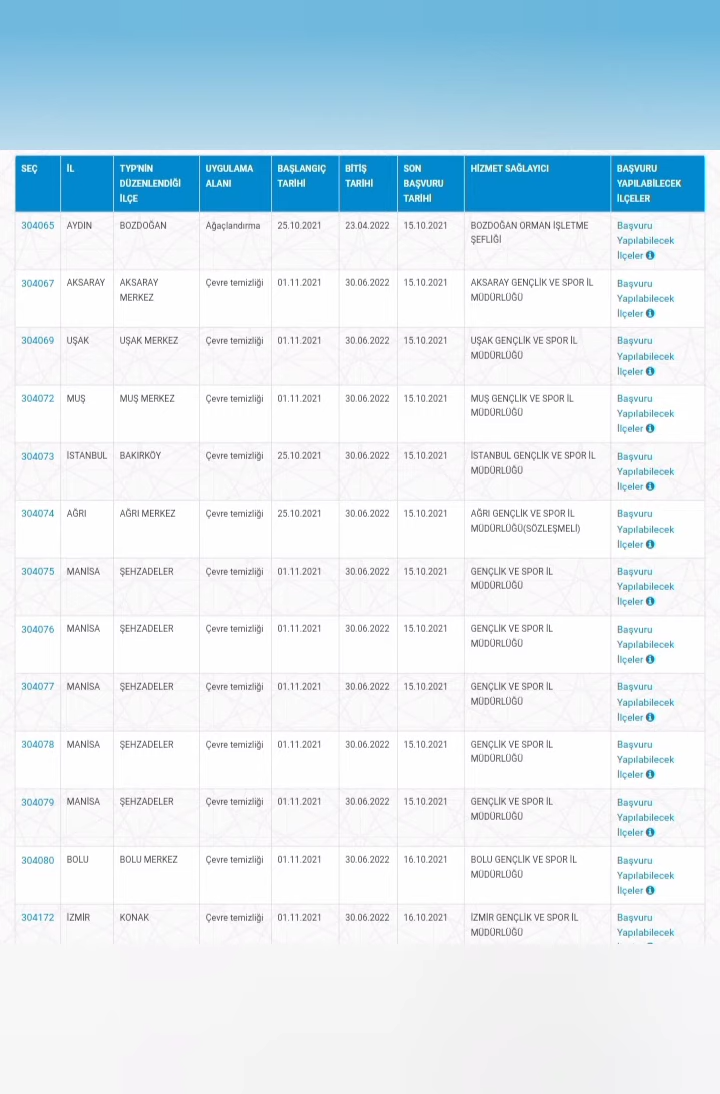 SEÇ İL TYP'NİN DÜZENLENDİĞİ İLÇE UYGULAMA ALANI BAŞLANGIÇ TARİHİ BİTİŞ TARİHİ SON BAŞVURU TARİHİ HİZMET SAĞLAYICI BAŞVURU YAPILABİLECEK İLÇELER
304065 AYDIN BOZDOĞAN Ağaçlandırma 25.10.2021 23.04.2022 15.10.2021 BOZDOĞAN ORMAN İŞLETME ŞEFLİĞİ Başvuru Yapılabilecek İlçeler
304067 AKSARAY AKSARAY MERKEZ Çevre temizliği 01.11.2021 30.06.2022 15.10.2021 AKSARAY GENÇLİK VE SPOR İL MÜDÜRLÜĞÜ Başvuru Yapılabilecek İlçeler
304069 UŞAK UŞAK MERKEZ Çevre temizliği 01.11.2021 30.06.2022 15.10.2021 UŞAK GENÇLİK VE SPOR İL MÜDÜRLÜĞÜ Başvuru Yapılabilecek İlçeler
304072 MUŞ MUŞ MERKEZ Çevre temizliği 01.11.2021 30.06.2022 15.10.2021 MUŞ GENÇLİK VE SPOR İL MÜDÜRLÜĞÜ Başvuru Yapılabilecek İlçeler
304073 İSTANBUL BAKIRKÖY Çevre temizliği 25.10.2021 30.06.2022 15.10.2021 İSTANBUL GENÇLİK VE SPOR İL MÜDÜRLÜĞÜ Başvuru Yapılabilecek İlçeler
304074 AĞRI AĞRI MERKEZ Çevre temizliği 25.10.2021 30.06.2022 15.10.2021 AĞRI GENÇLİK VE SPOR İL MÜDÜRLÜĞÜ(SÖZLEŞMELİ) Başvuru Yapılabilecek İlçeler
304075 MANİSA ŞEHZADELER Çevre temizliği 01.11.2021 30.06.2022 15.10.2021 GENÇLİK VE SPOR İL MÜDÜRLÜĞÜ Başvuru Yapılabilecek İlçeler
304076 MANİSA ŞEHZADELER Çevre temizliği 01.11.2021 30.06.2022 15.10.2021 GENÇLİK VE SPOR İL MÜDÜRLÜĞÜ Başvuru Yapılabilecek İlçeler
304077 MANİSA ŞEHZADELER Çevre temizliği 01.11.2021 30.06.2022 15.10.2021 GENÇLİK VE SPOR İL MÜDÜRLÜĞÜ Başvuru Yapılabilecek İlçeler
304078 MANİSA ŞEHZADELER Çevre temizliği 01.11.2021 30.06.2022 15.10.2021 GENÇLİK VE SPOR İL MÜDÜRLÜĞÜ Başvuru Yapılabilecek İlçeler
304079 MANİSA ŞEHZADELER Çevre temizliği 01.11.2021 30.06.2022 15.10.2021 GENÇLİK VE SPOR İL MÜDÜRLÜĞÜ Başvuru Yapılabilecek İlçeler
304080 BOLU BOLU MERKEZ Çevre temizliği 01.11.2021 30.06.2022 16.10.2021 BOLU GENÇLİK VE SPOR İL MÜDÜRLÜĞÜ Başvuru Yapılabilecek İlçeler
304172 İZMİR KONAK Çevre temizliği 01.11.2021 30.06.2022 16.10.2021 İZMİR GENÇLİK VE SPOR İL MÜDÜRLÜĞÜ Başvuru Yapılabilecek